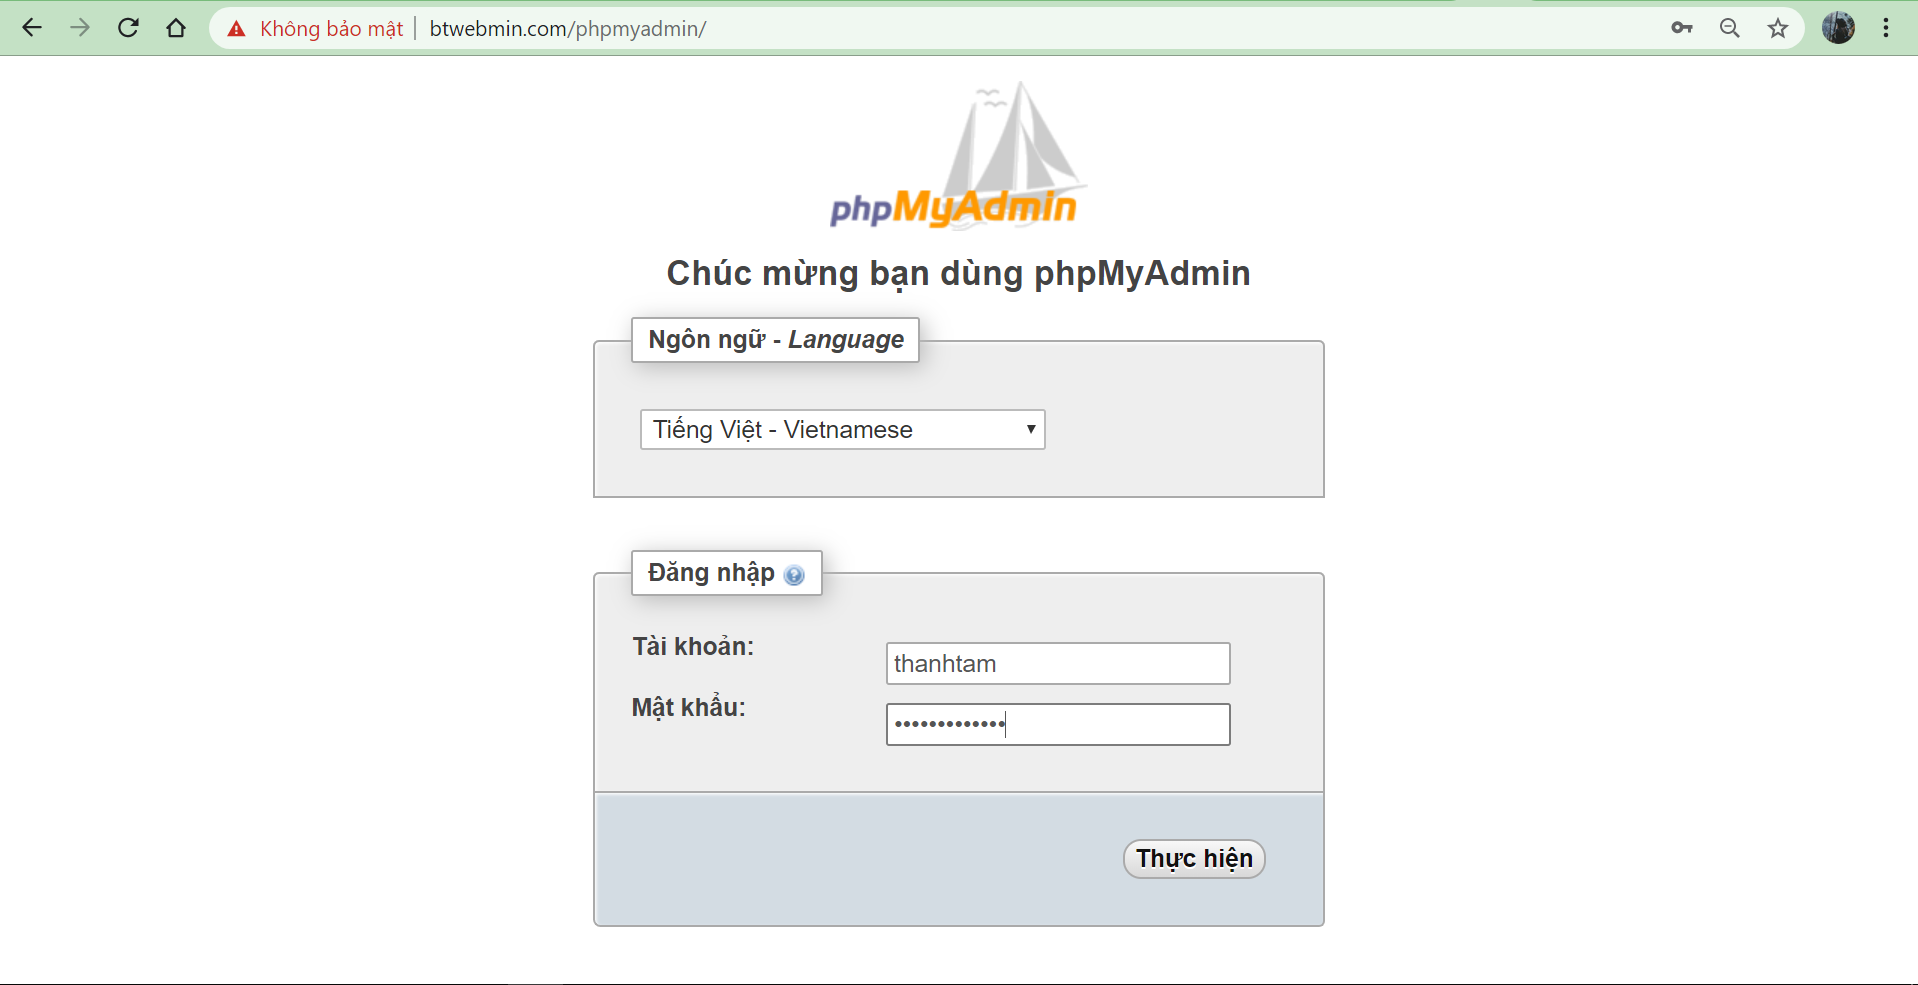 Không bảo mật
btwebmin.com/phpmyadmin/
phpMyAdmin
Chúc mừng bạn dùng phpMyAdmin
Ngôn ngữ - Language
Tiếng Việt - Vietnamese
Đăng nhập
Tài khoản:
thanhtam
Mật khẩu:
•••••••••••••
Thực hiện